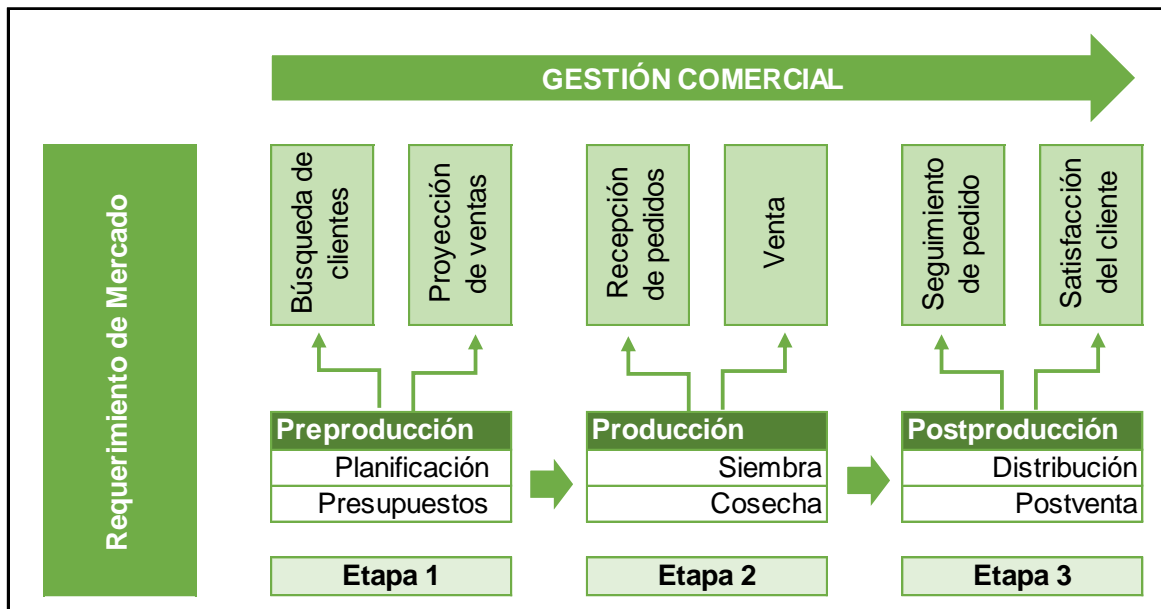 GESTIÓN COMERCIAL
Requerimiento de Mercado
Búsqueda de
clientes
Proyección
de ventas
Recepción
de pedidos
Venta
Seguimiento
de pedido
Satisfacción
del cliente
Preproducción
Planificación
Presupuestos
Producción
Siembra
Cosecha
Postproducción
Distribución
Postventa
Etapa 1
Etapa 2
Etapa 3